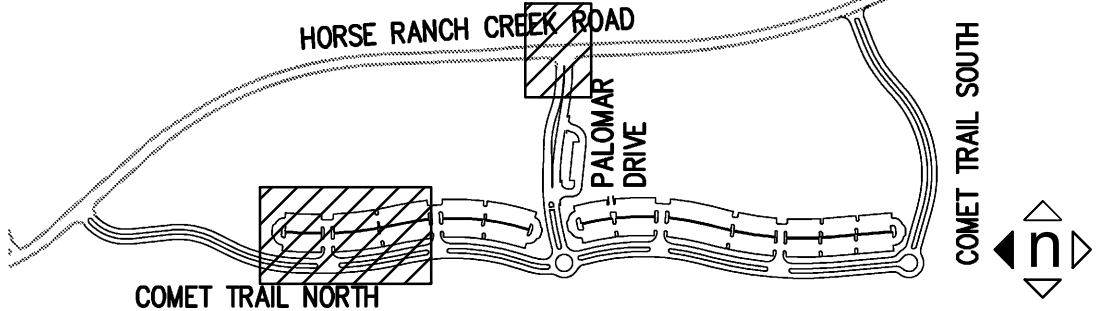 HORSE RANCH CREEK ROAD
PALOMAR
DRIVE
COMET TRAIL SOUTH
n
COMET TRAIL NORTH